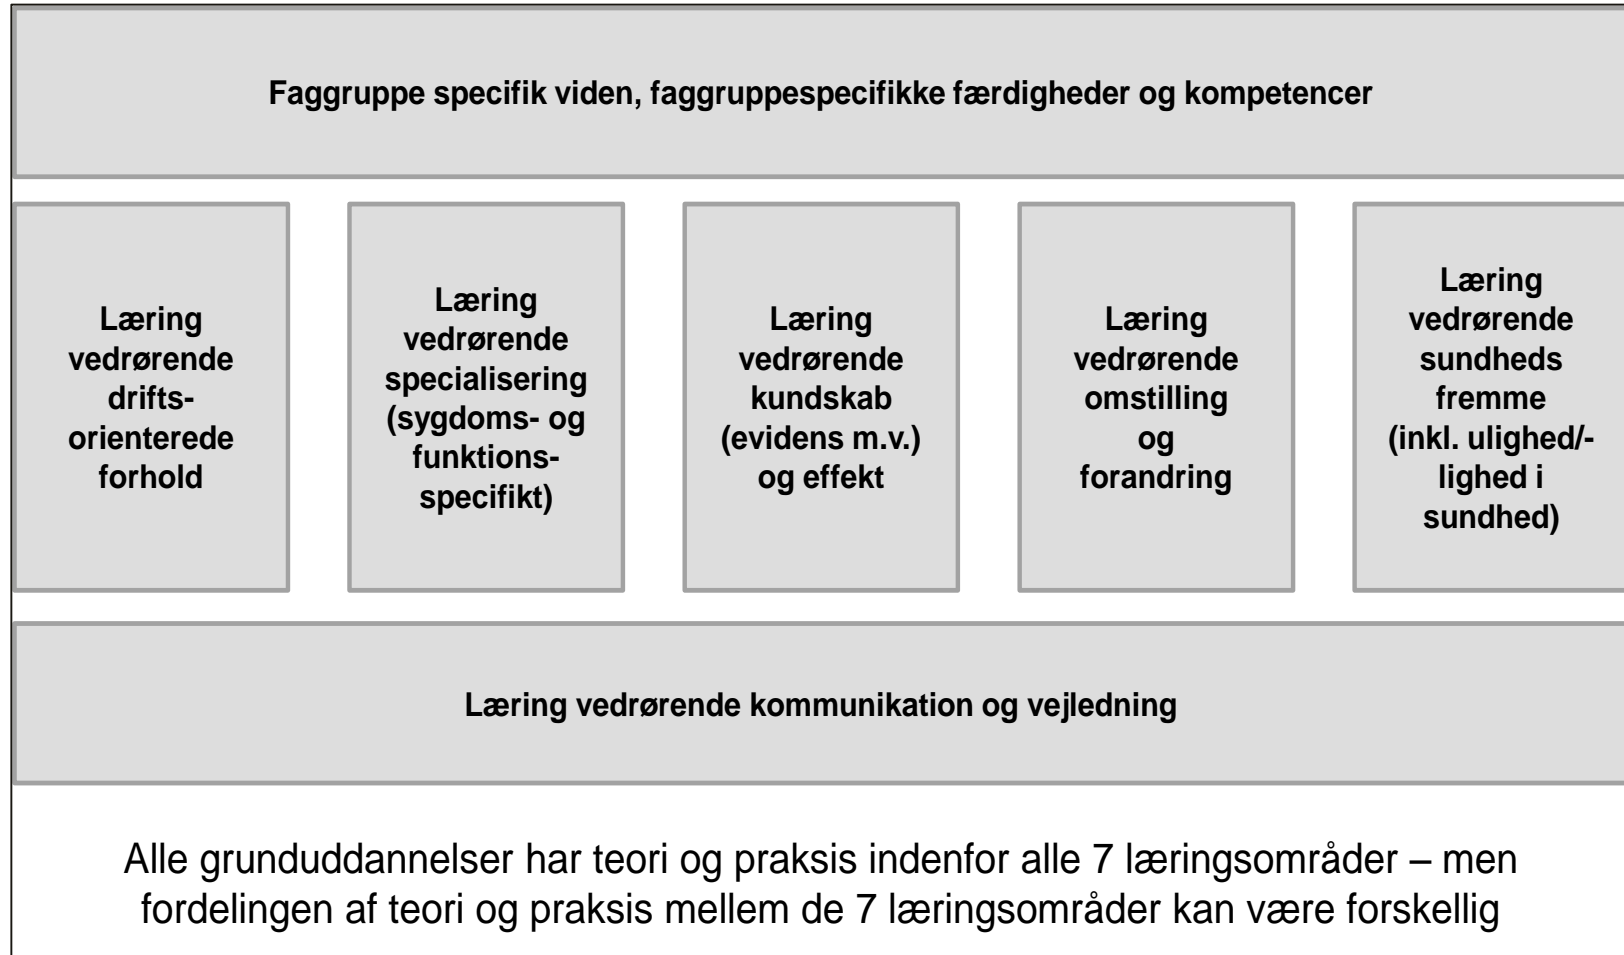 Faggruppe specifik viden, faggruppespecifikke færdigheder og kompetencer
Læring
vedrørende
drifts-
orienterede
forhold
Læring
vedrørende
specialisering
(sygdoms- og
funktions-
specifikt)
Læring
vedrørende
kundskab
(evidens m.v.)
og effekt
Læring
vedrørende
omstilling
og
forandring
Læring
vedrørende
sundheds
fremme
(inkl. ulighed/-
lighed i
sundhed)
Læring vedrørende kommunikation og vejledning
Alle grunduddannelser har teori og praksis indenfor alle 7 læringsområder – men
fordelingen af teori og praksis mellem de 7 læringsområder kan være forskellig